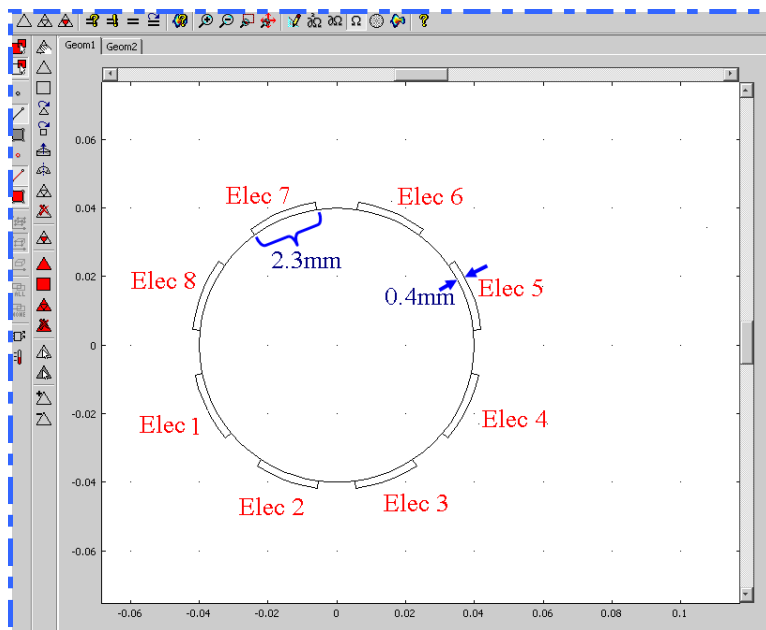 Geom1 Geom2
0.06
0.04
0.02
0
-0.02
-0.04
-0.06
Elec 7
Elec 6
2.3mm
Elec 8
0.4mm
Elec 5
Elec 1
Elec 4
Elec 2
Elec 3
-0.06 -0.04 -0.02 0 0.02 0.04 0.06 0.08 0.1